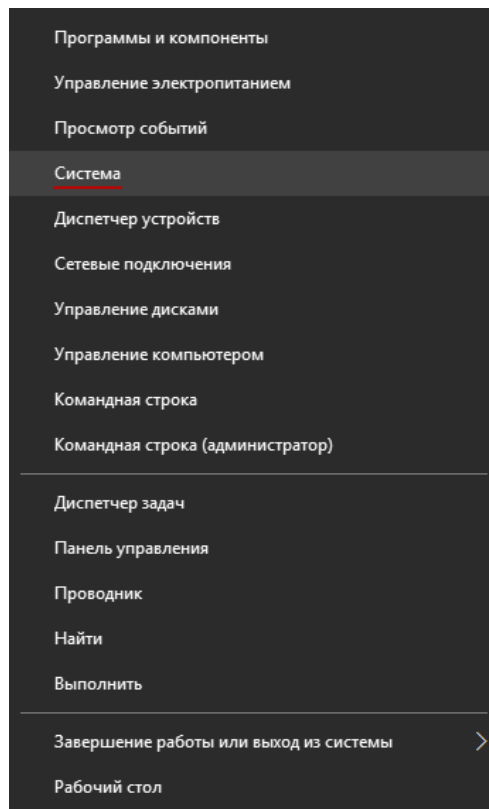 Программы и компоненты
Управление электропитанием
Просмотр событий
Система
Диспетчер устройств
Сетевые подключения
Управление дисками
Управление компьютером
Командная строка
Командная строка (администратор)
Диспетчер задач
Панель управления
Проводник
Найти
Выполнить
Завершение работы или выход из системы
Рабочий стол